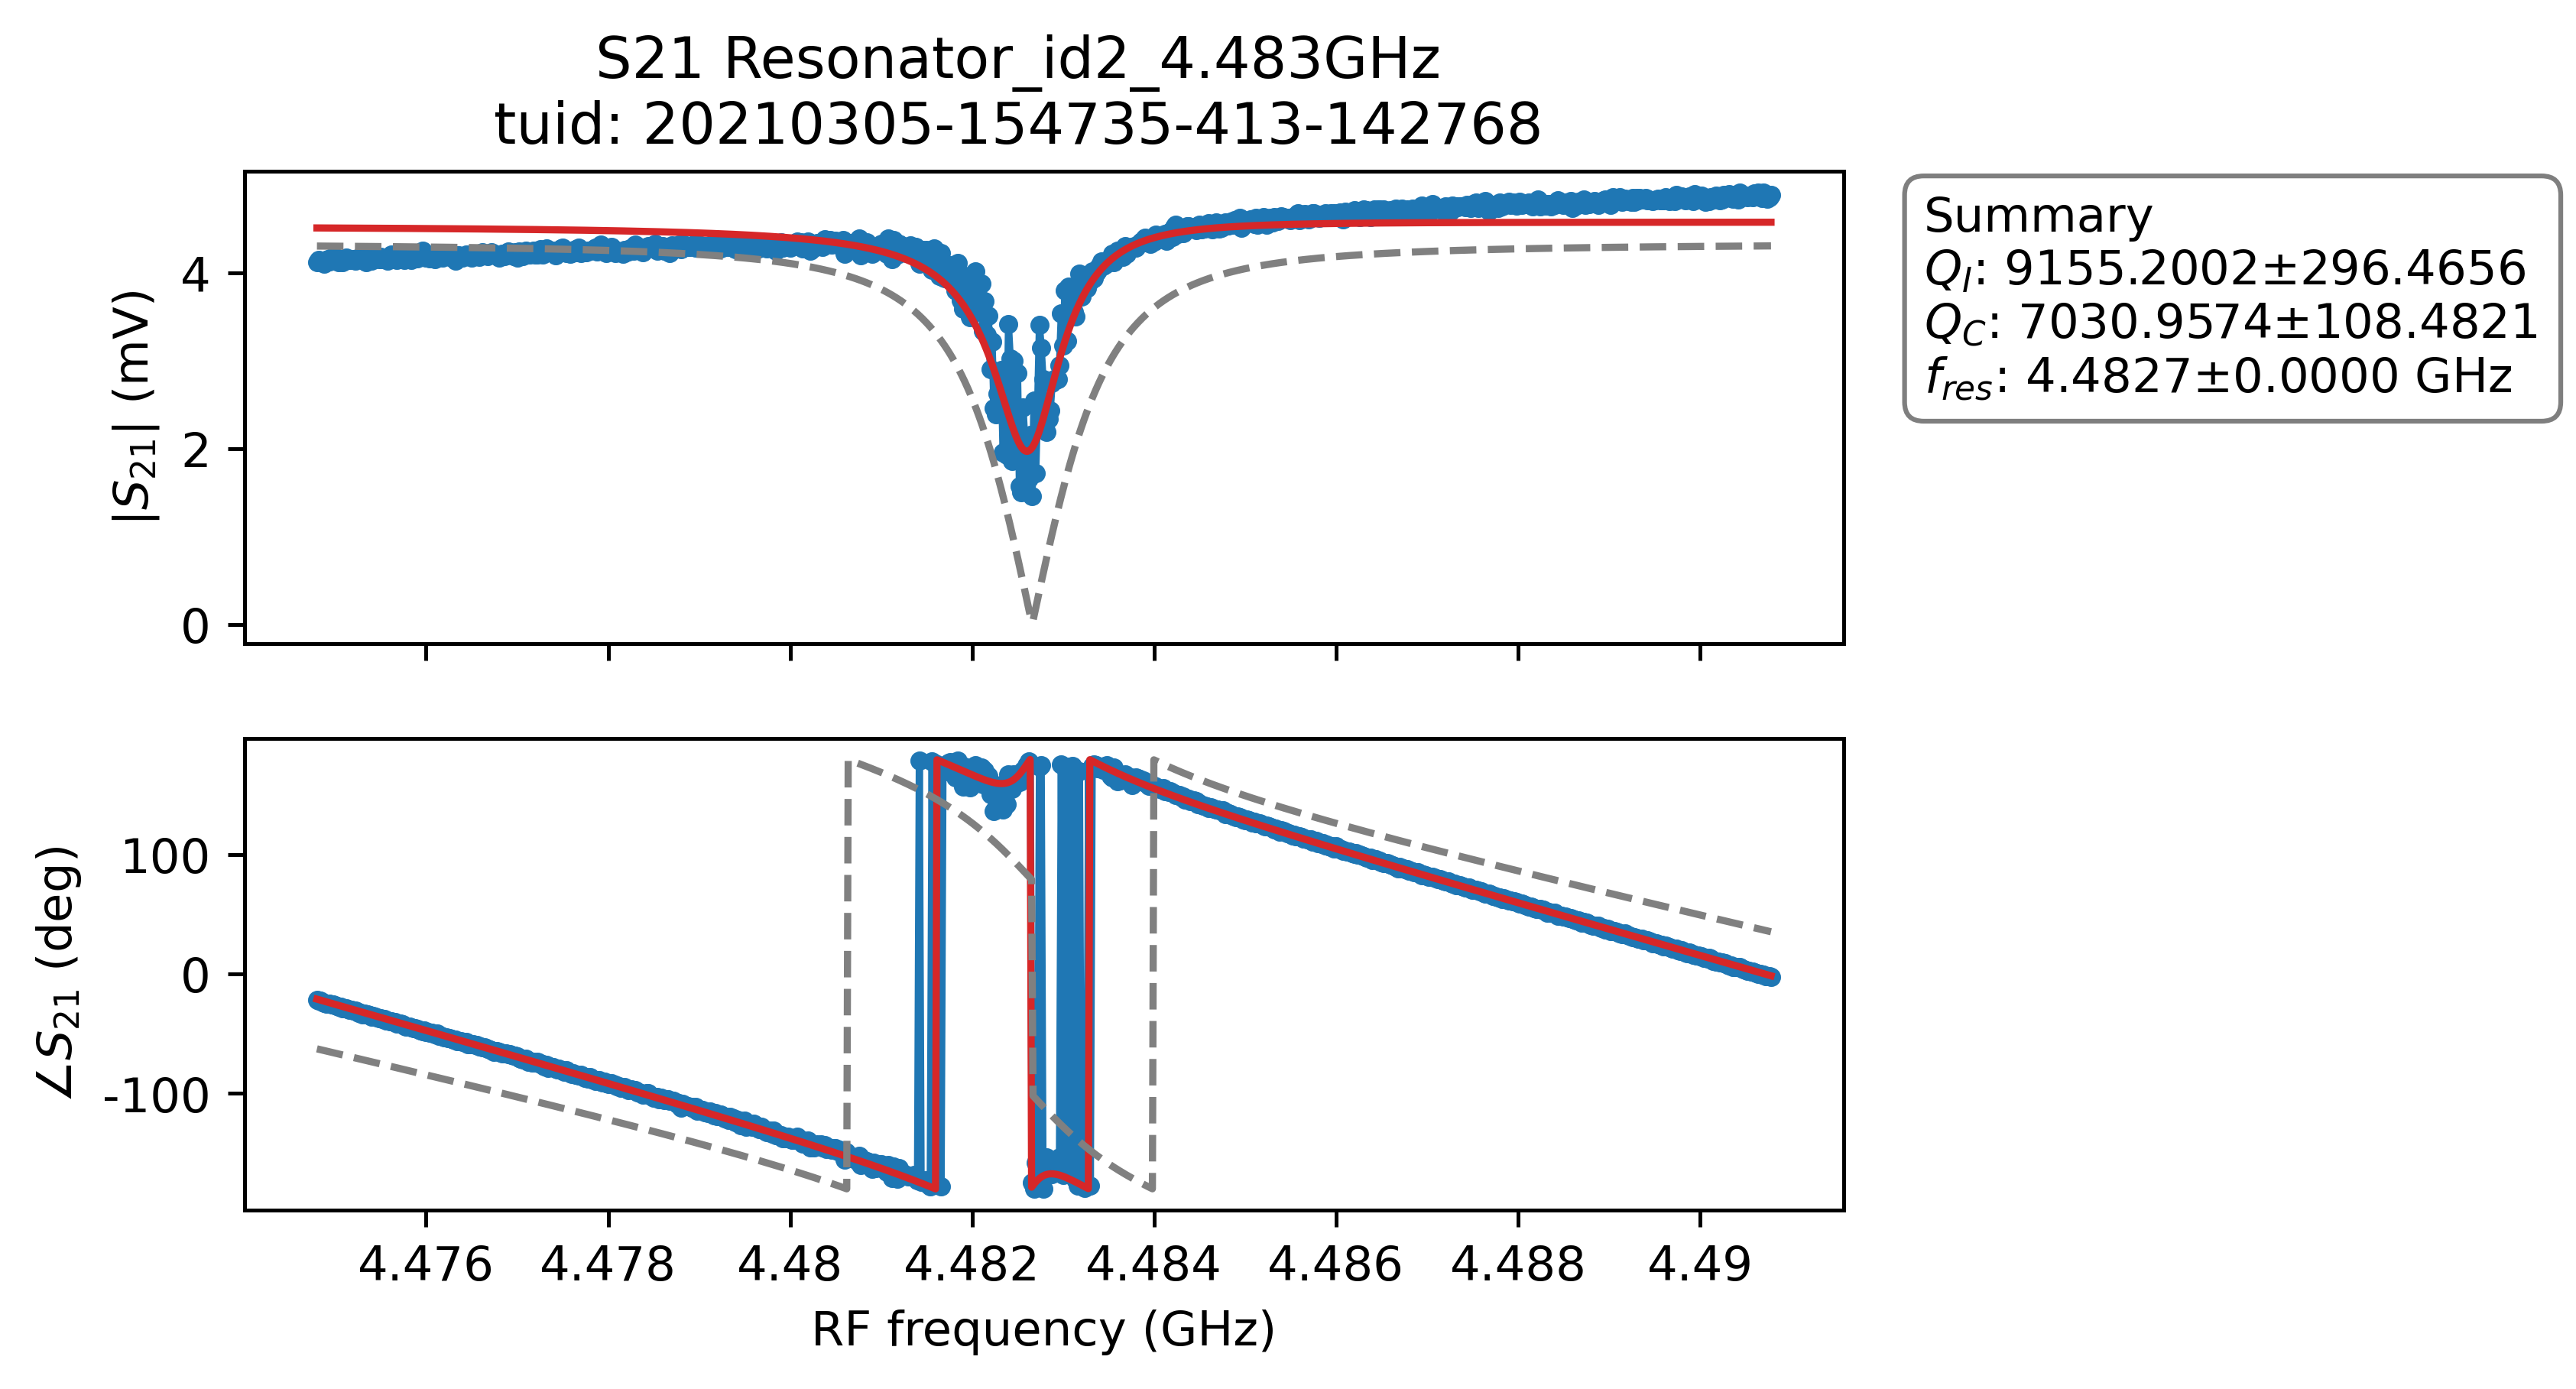 S21 Resonator_id2_4.483GHz
tuid: 20210305-154735-413-142768
|S21| (mV)
4
2
0
Summary
QI: 9155.2002±296.4656
QC: 7030.9574±108.4821
fres: 4.4827±0.0000 GHz
∠S21 (deg)
100
0
-100
4.476 4.478 4.48 4.482 4.484 4.486 4.488 4.49
RF frequency (GHz)